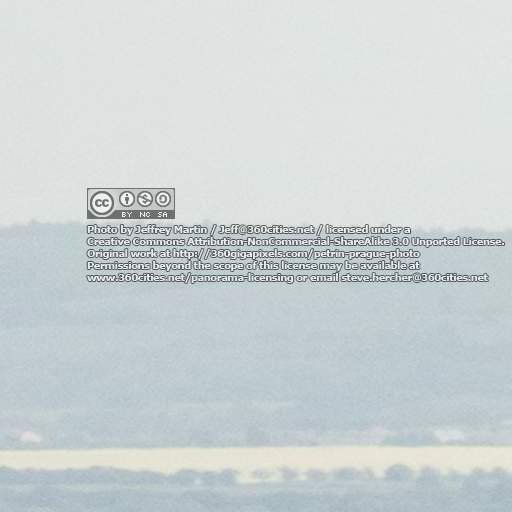 cc
BY NC SA
Photo by Jeffrey Martin / Jeff@360cities.net / licensed under a
Creative Commons Attribution-NonCommercial-ShareAlike 3.0 Unported License.
Original work at http://360gigapixels.com/petrin-prague-photo
Permissions beyond the scope of this license may be available at
www.360cities.net/panorama-licensing or email steve.hercher@360cities.net